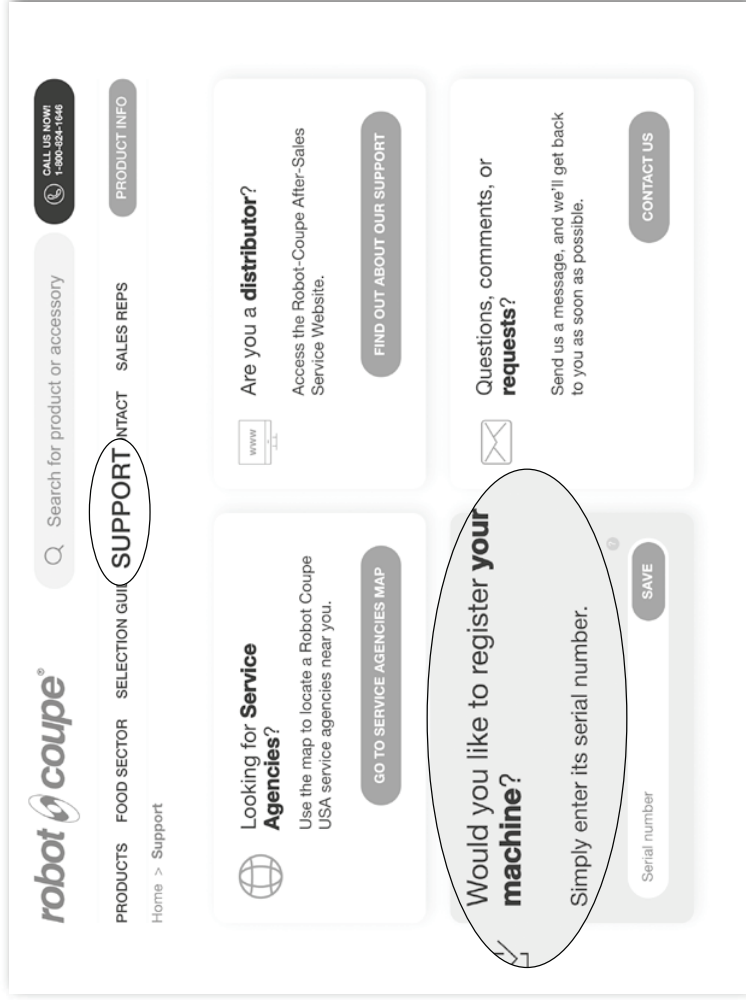 robot coupe®
Search for product or accessory
CALL US NOW!
1-800-824-1646
PRODUCTS FOOD SECTOR SELECTION GUI SUPPORT NTACT SALES REPS PRODUCT INFO
Home > Support
Looking for Service
Agencies?
Use the map to locate a Robot Coupe
USA service agencies near you.
GO TO SERVICE AGENCIES MAP
www
Are you a distributor?
Access the Robot-Coupe After-Sales
Service Website.
FIND OUT ABOUT OUR SUPPORT
Would you like to register your
machine?
Simply enter its serial number.
?
Serial number
SAVE
Questions, comments, or
requests?
Send us a message, and we'll get back
to you as soon as possible.
CONTACT US